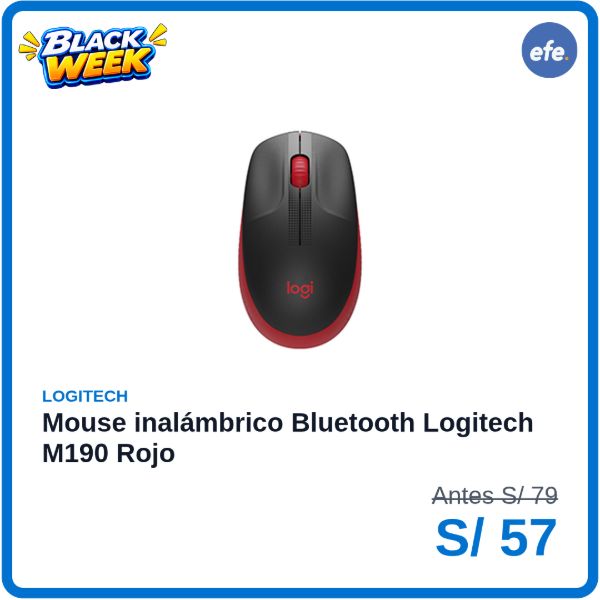 BLACK
WEEK
efe.
logi
LOGITECH
Mouse inalámbrico Bluetooth Logitech
M190 Rojo
Antes S/ 79
S/ 57